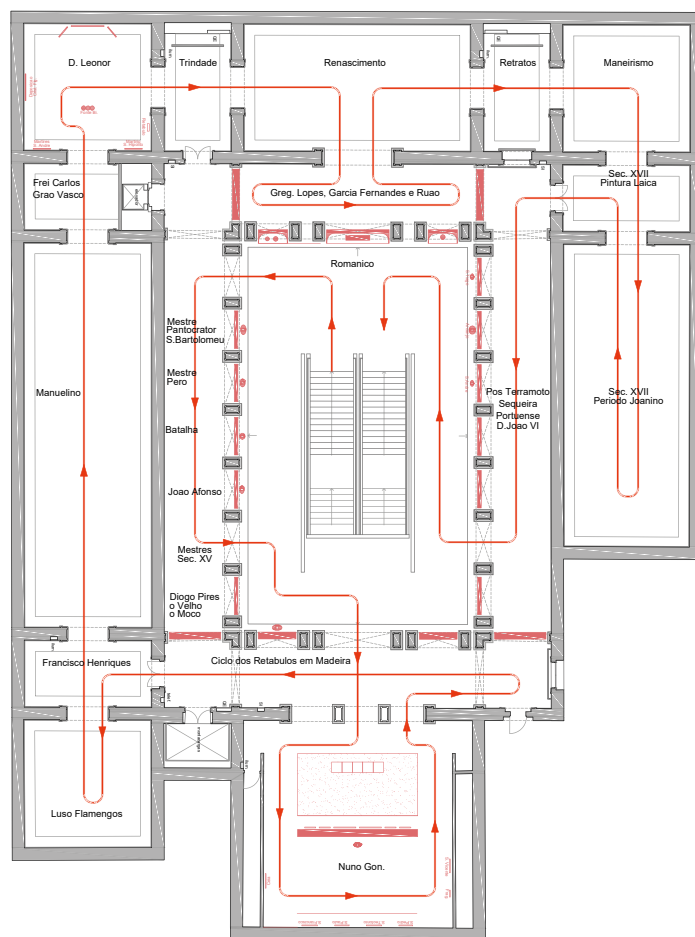 D. Leonor
Trindade
Renascimento
Retratos
Maneirismo
Frei Carlos
Grao Vasco
Greg. Lopes, Garcia Fernandes e Ruao
Sec. XVII
Pintura Laica
Romanico
Mestre
Pantocrator
S.Bartolomeu
Mestre
Pero
Manuelino
Batalha
Joao Afonso
Mestres
Sec. XV
Diogo Pires
o Velho
o Moco
Pos Terramoto
Sequeira
Portuense
D.Joao VI
Sec. XVII
Periodo Joanino
Francisco Henriques
Ciclo dos Retabulos em Madeira
Luso Flamengos
Nuno Gon.